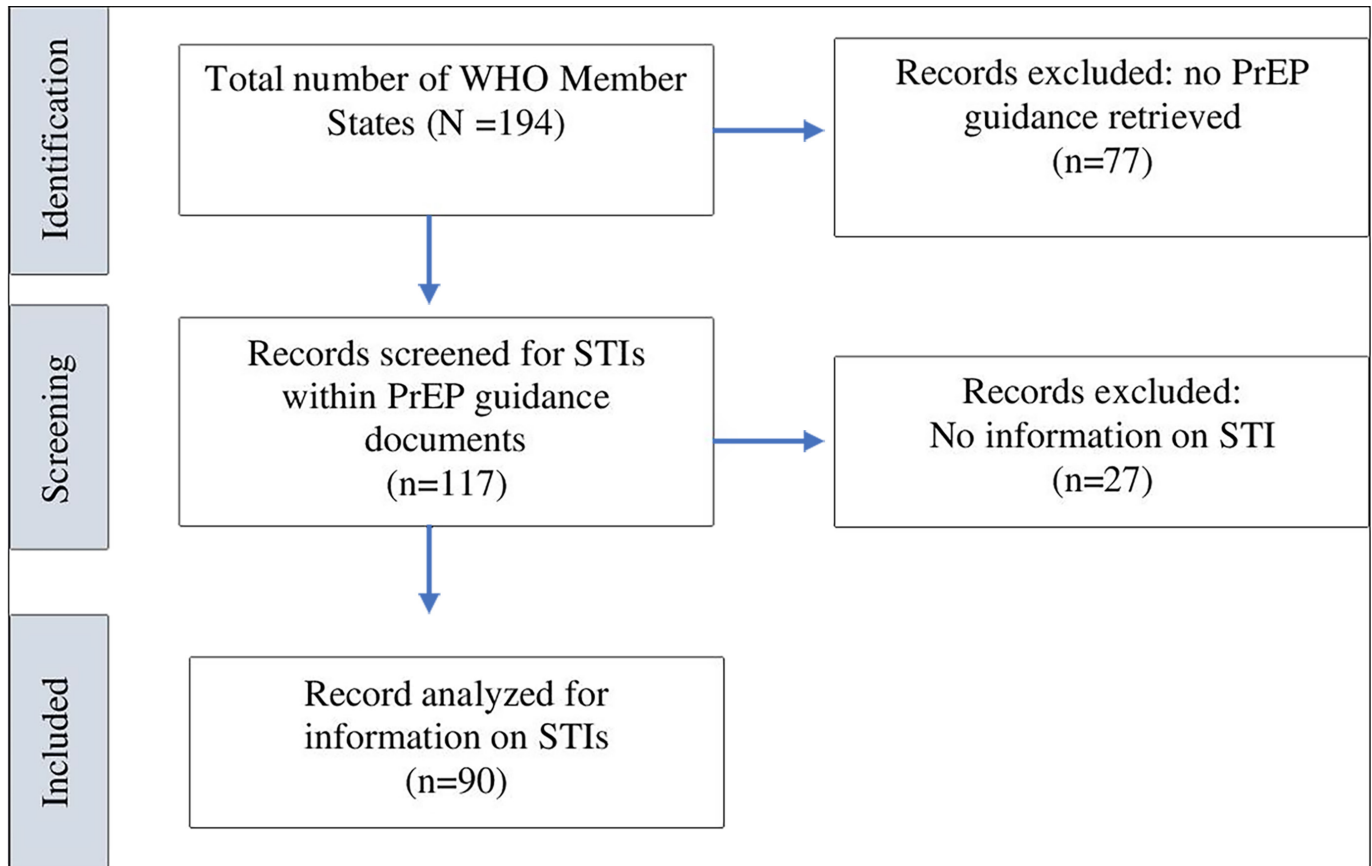 Identification
Total number of WHO Member
States (N =194)
Records excluded: no PrEP
guidance retrieved
(n=77)
Screening
Records screened for STIs
within PrEP guidance
documents
(n=117)
Records excluded:
No information on STI
(n=27)
Included
Record analyzed for
information on STIs
(n=90)